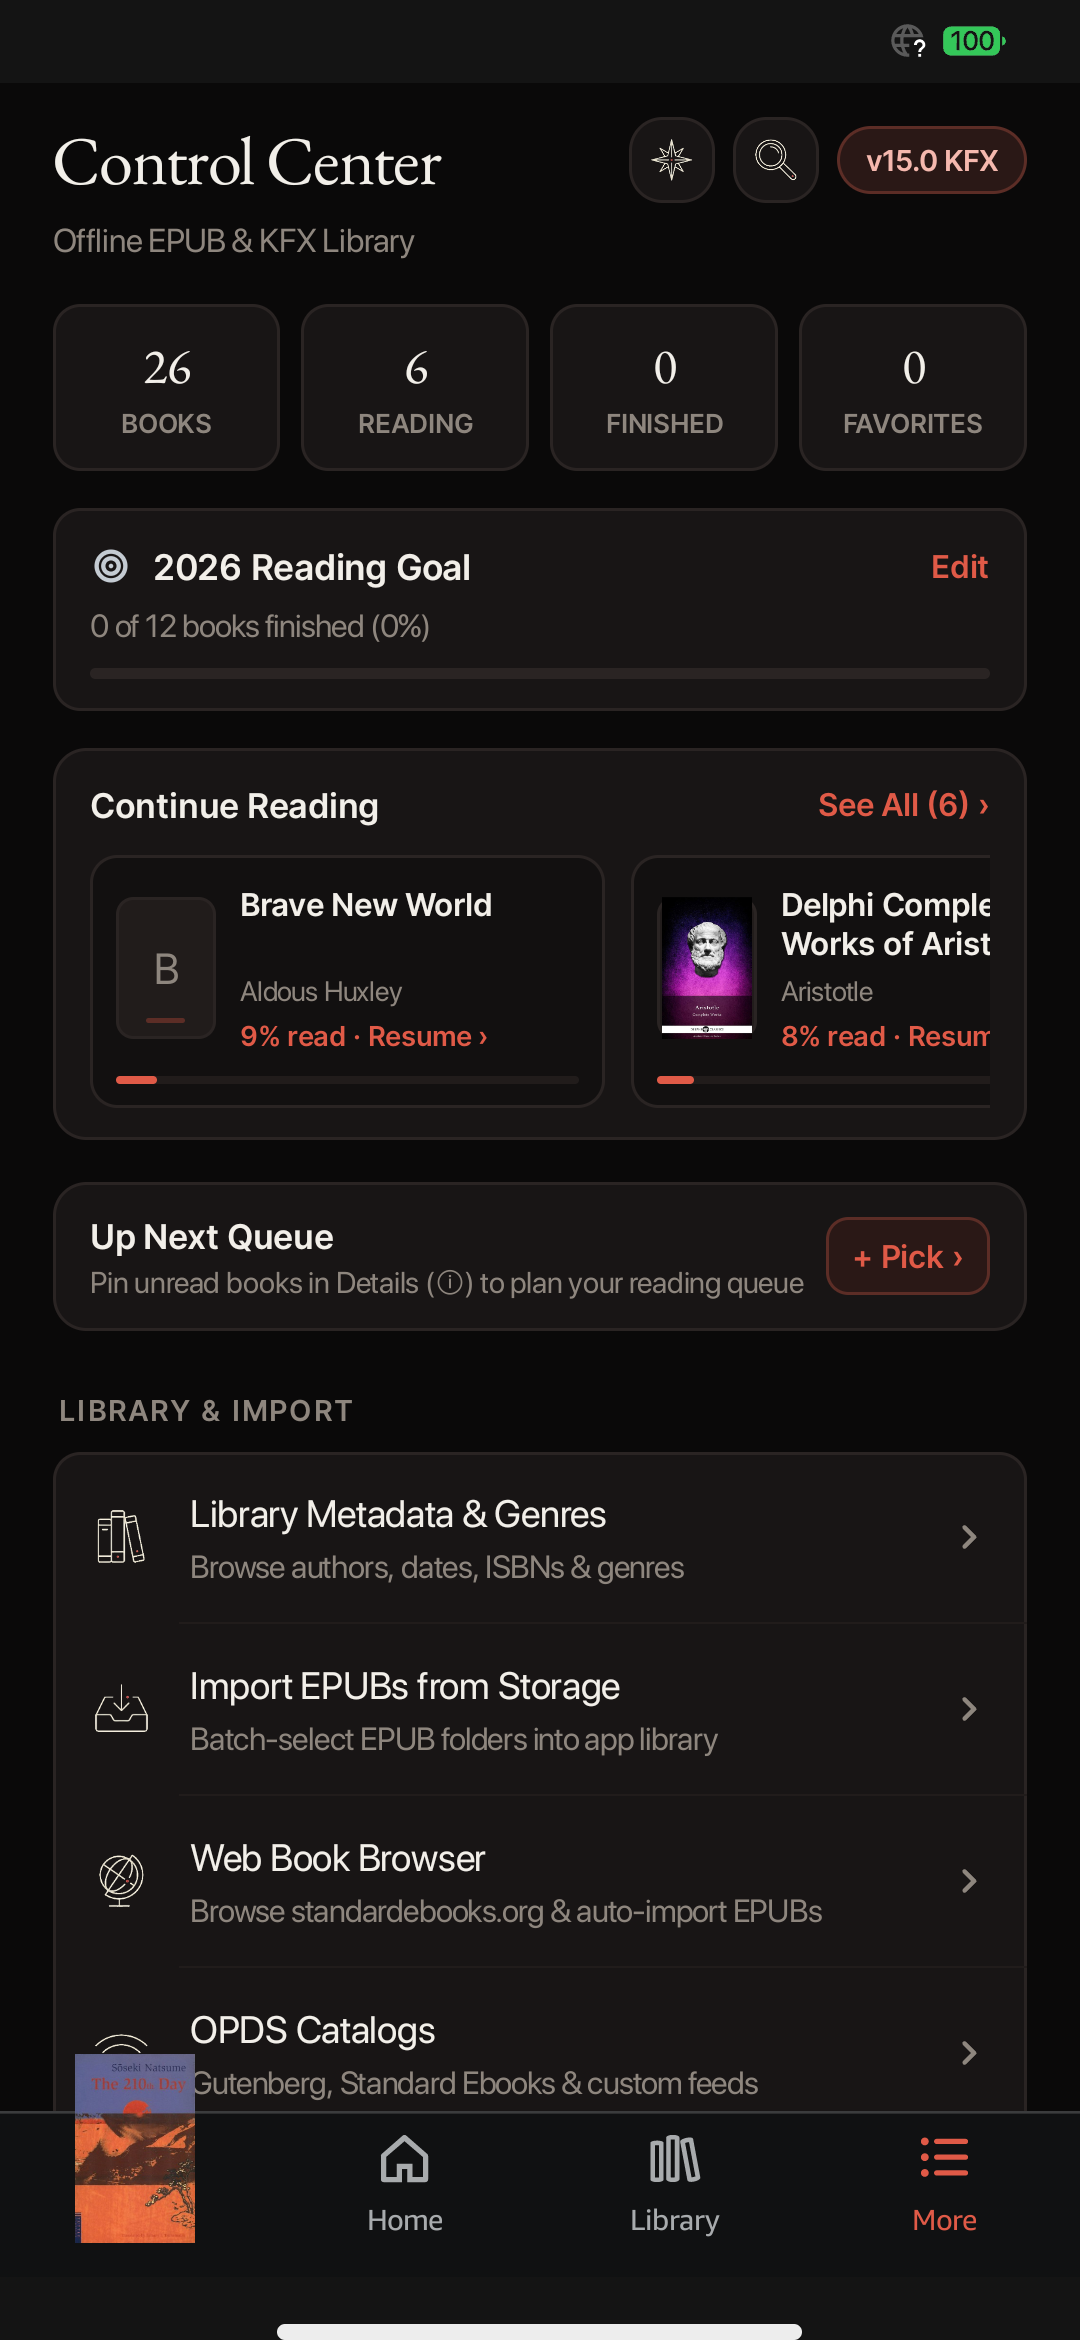 100
Control Center
v15.0 KFX
Offline EPUB & KFX Library
26
BOOKS
6
READING
0
FINISHED
0
FAVORITES
2026 Reading Goal
Edit
0 of 12 books finished (0%)
Continue Reading
See All (6) ›
B
Brave New World
Aldous Huxley
9% read · Resume ›
Aristotle
Delphi Comple
Works of Arist
Aristotle
8% read · Resum
Up Next Queue
Pin unread books in Details (ⓘ) to plan your reading queue
+ Pick ›
LIBRARY & IMPORT
Library Metadata & Genres
Browse authors, dates, ISBNs & genres
Import EPUBs from Storage
Batch-select EPUB folders into app library
Web Book Browser
Browse standardebooks.org & auto-import EPUBs
OPDS Catalogs
Gutenberg, Standard Ebooks & custom feeds
Sōseki Natsume
The 210th Day
Home
Library
More